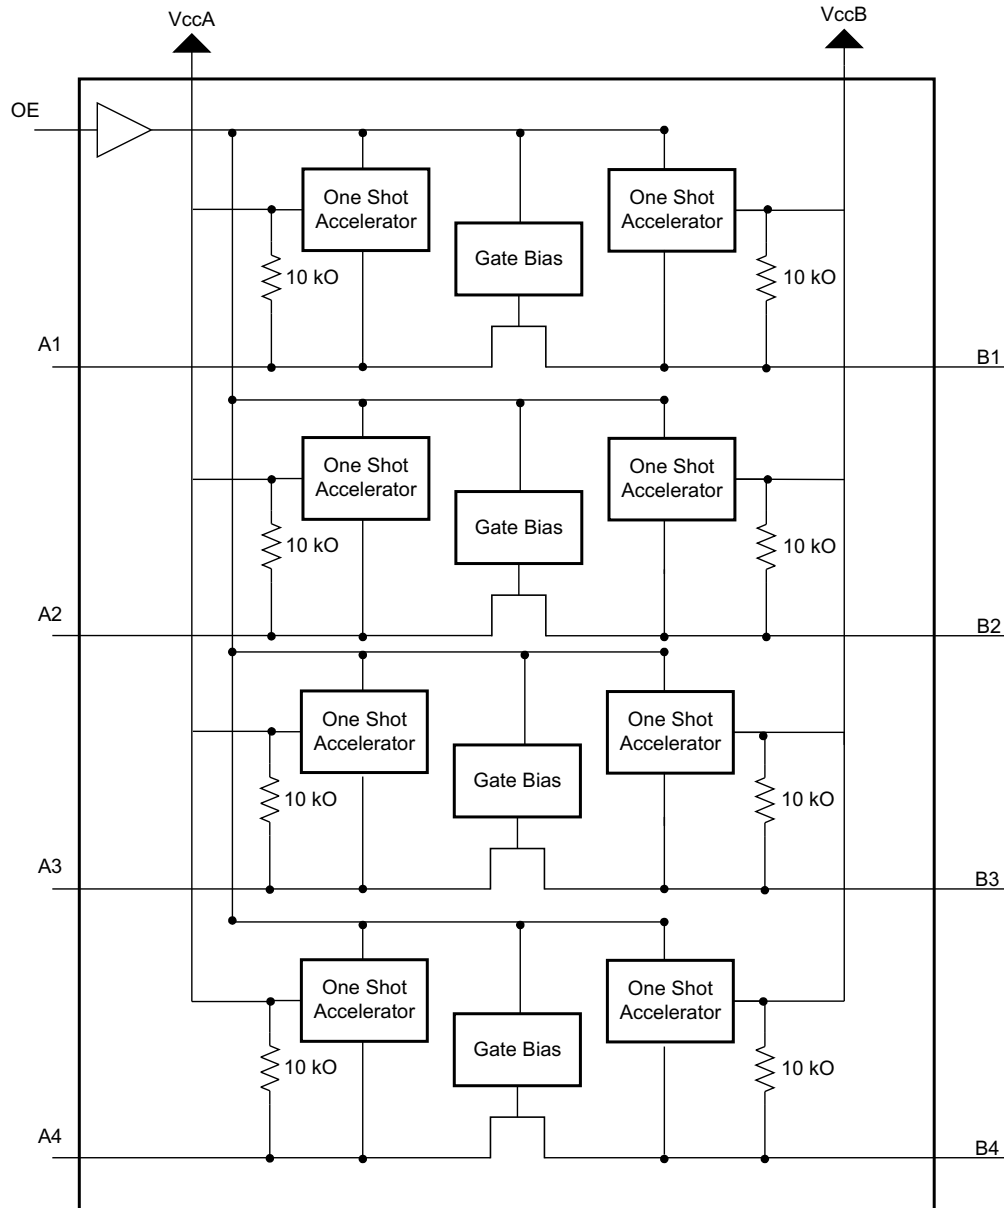 VccA
VccB
OE
One Shot
Accelerator
One Shot
Accelerator
Gate Bias
10 kO
10 kO
A1
B1
One Shot
Accelerator
One Shot
Accelerator
Gate Bias
10 kO
10 kO
A2
B2
One Shot
Accelerator
One Shot
Accelerator
Gate Bias
10 kO
10 kO
A3
B3
One Shot
Accelerator
One Shot
Accelerator
Gate Bias
10 kO
10 kO
A4
B4